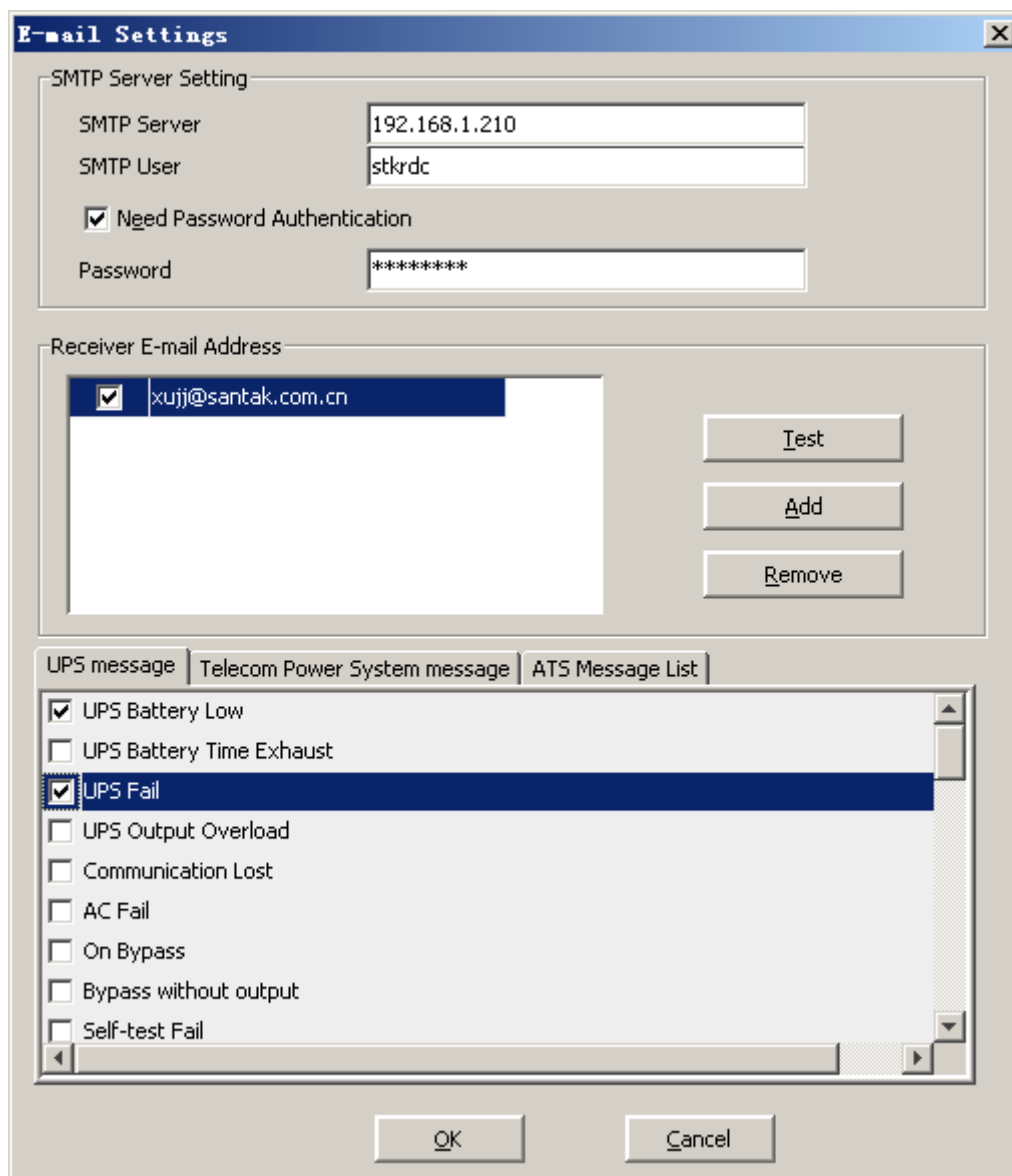 E-mail Settings
SMTP Server Setting
SMTP Server 192.168.1.210
SMTP User stkrdc
Need Password Authentication
Password ********
Receiver E-mail Address
xujj@santak.com.cn
Test
Add
Remove
UPS message Telecom Power System message ATS Message List
UPS Battery Low
UPS Battery Time Exhaust
UPS Fail
UPS Output Overload
Communication Lost
AC Fail
On Bypass
Bypass without output
Self-test Fail
OK Cancel